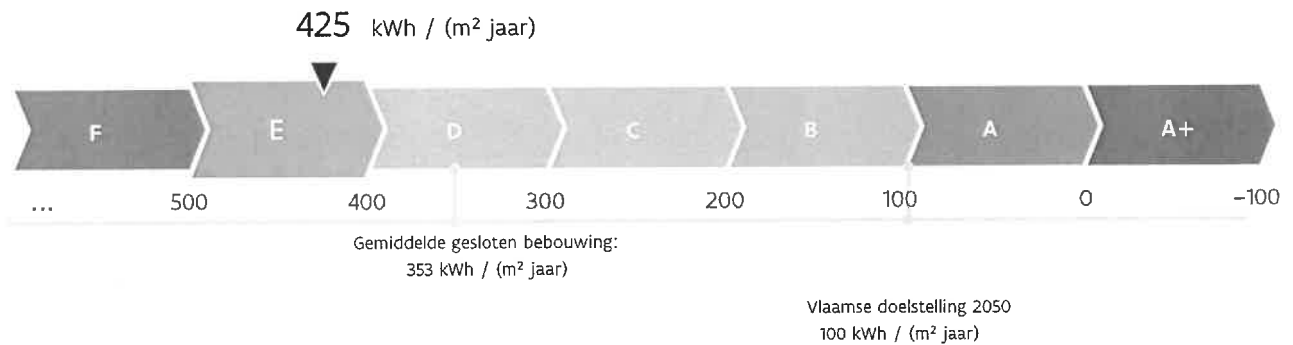 425 kWh / (m² jaar)
F E D C B A A+
... 500 400 300 200 100 0 –100
Gemiddelde gesloten bebouwing:
353 kWh / (m² jaar)
Vlaamse doelstelling 2050
100 kWh / (m² jaar)